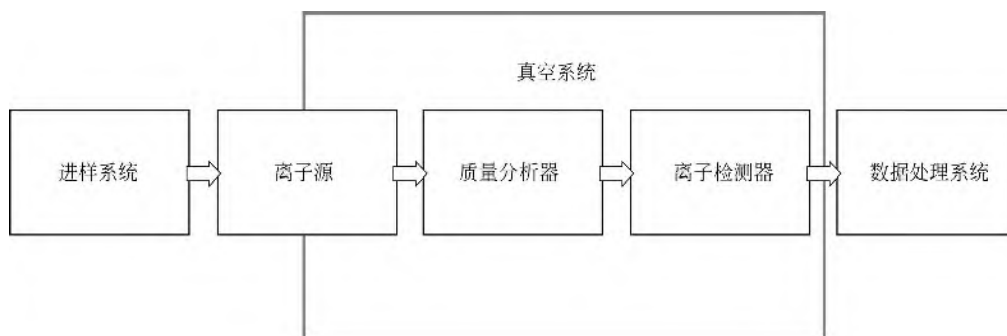 真空系统
进样系统
离子源
质量分析器
离子检测器
数据处理系统